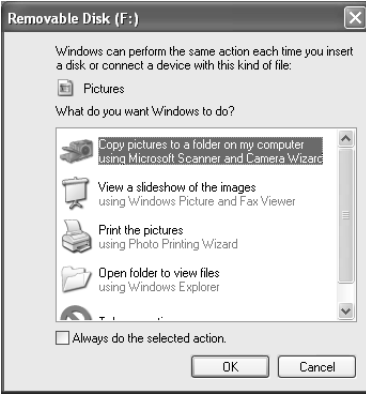 Removable Disk (F:)
Windows can perform the same action each time you insert
a disk or connect a device with this kind of file:
Pictures
What do you want Windows to do?
Copy pictures to a folder on my computer
using Microsoft Scanner and Camera Wizard
View a slideshow of the images
using Windows Picture and Fax Viewer
Print the pictures
using Photo Printing Wizard
Open folder to view files
using Windows Explorer
Always do the selected action.
OK
Cancel